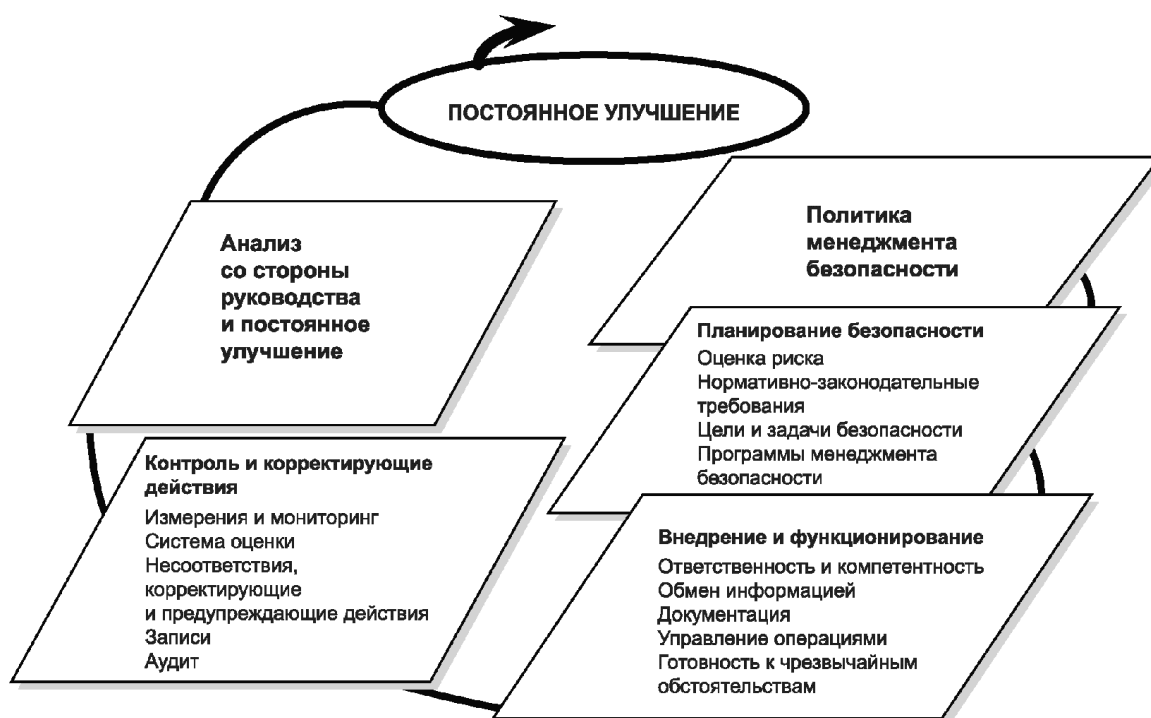 ПОСТОЯННОЕ УЛУЧШЕНИЕ
Политика
менеджмента
безопасности
Планирование безопасности
Оценка риска
Нормативно-законодательные
требования
Цели и задачи безопасности
Программы менеджмента
безопасности
Внедрение и функционирование
Ответственность и компетентность
Обмен информацией
Документация
Управление операциями
Готовность к чрезвычайным
обстоятельствам
Контроль и корректирующие
действия
Измерения и мониторинг
Система оценки
Несоответствия,
корректирующие
и предупреждающие действия
Записи
Аудит
Анализ
со стороны
руководства
и постоянное
улучшение